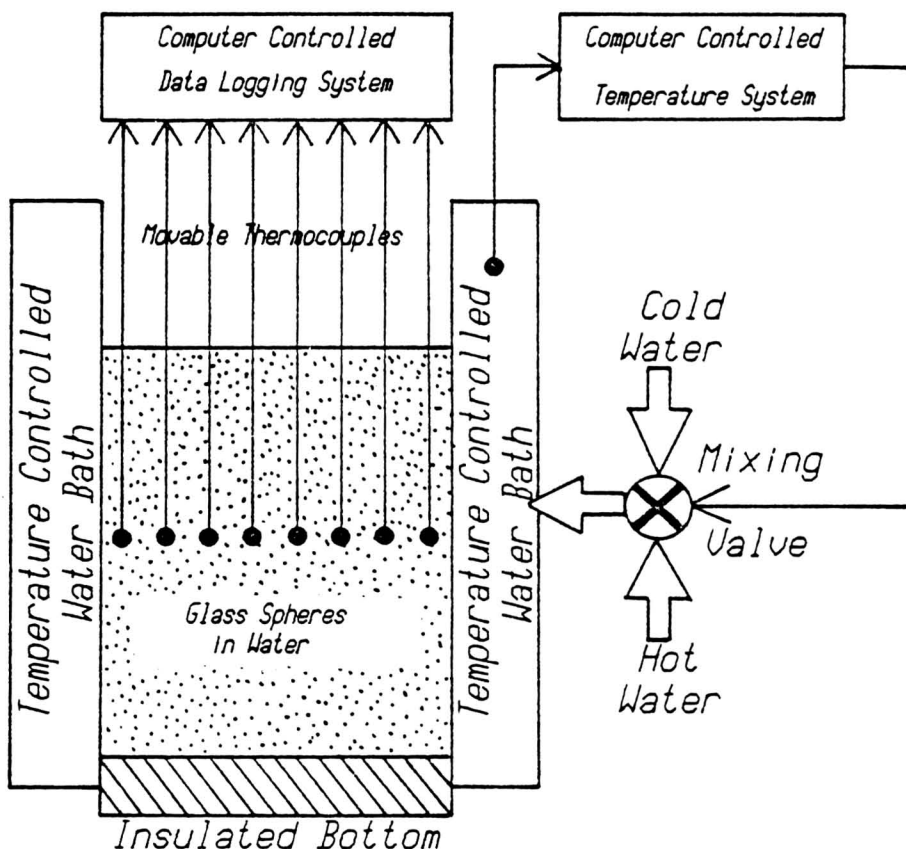 Computer Controlled
Data Logging System
Computer Controlled
Temperature System
Movable Thermocouples
Temperature Controlled
Water Bath
Temperature Controlled
Water Bath
Cold
Water
Mixing
Valve
Hot
Water
Glass Spheres
in Water
Insulated Bottom